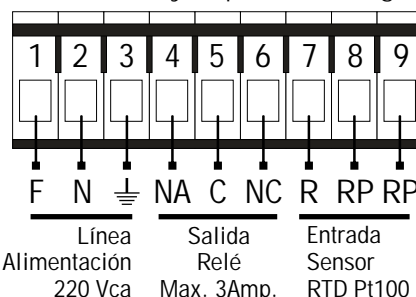 1 2 3 4 5 6 7 8 9
F N NA C NC R RP RP
Línea Salida Entrada
Alimentación Relé Sensor
220 Vca Max. 3Amp. RTD Pt100